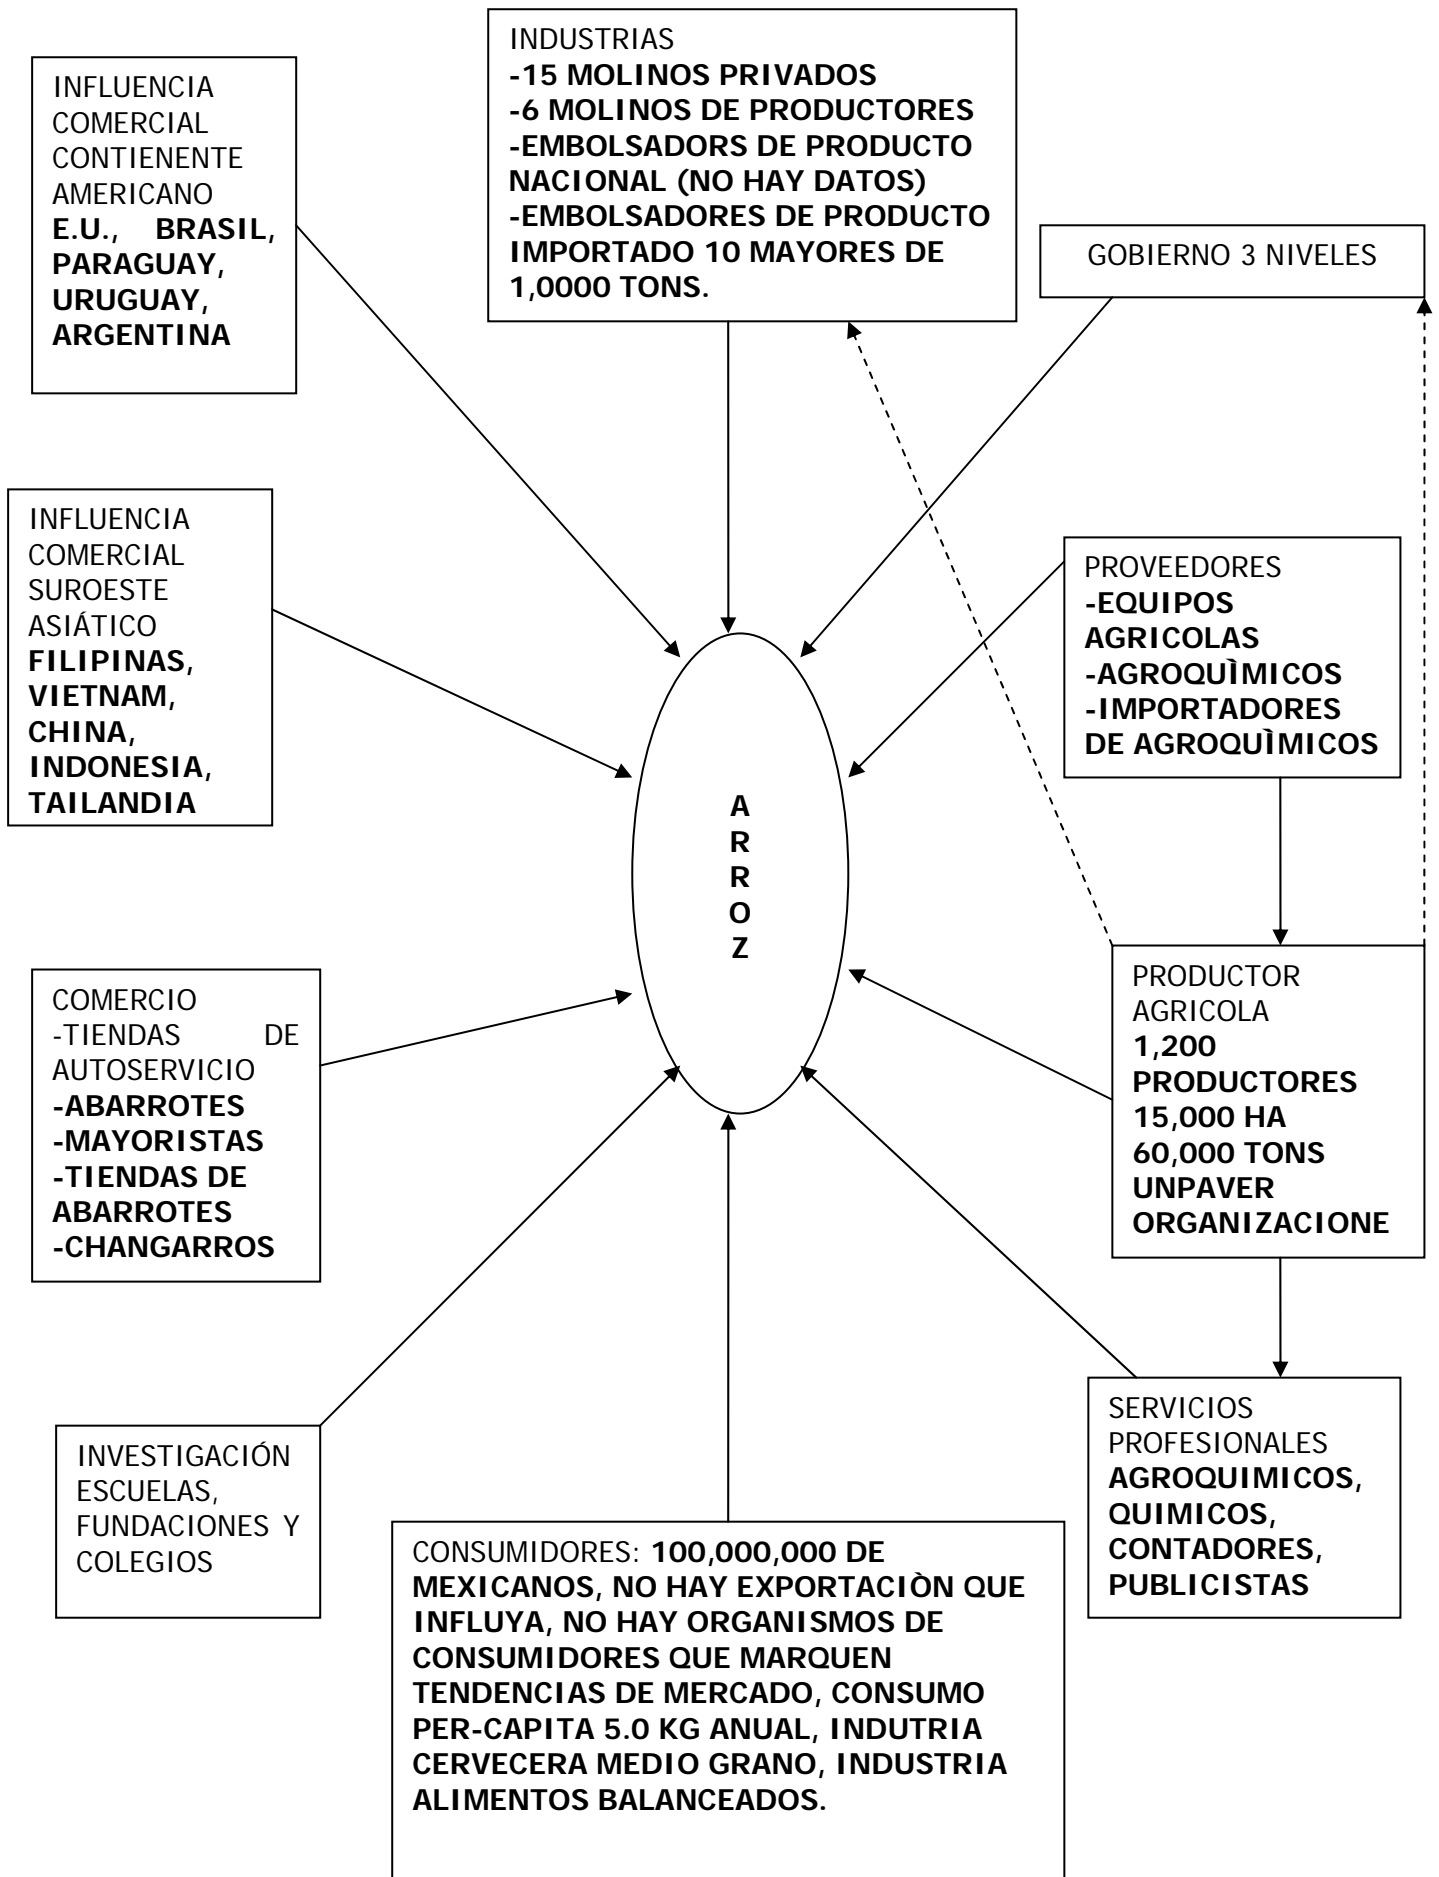 INDUSTRIAS
-15 MOLINOS PRIVADOS
-6 MOLINOS DE PRODUCTORES
-EMBOLSADORS DE PRODUCTO
NACIONAL (NO HAY DATOS)
-EMBOLSADORES DE PRODUCTO
IMPORTADO 10 MAYORES DE
1,0000 TONS.
INFLUENCIA
COMERCIAL
CONTIENENTE
AMERICANO
E.U., BRASIL,
PARAGUAY,
URUGUAY,
ARGENTINA
GOBIERNO 3 NIVELES
INFLUENCIA
COMERCIAL
SUROESTE
ASIÁTICO
FILIPINAS,
VIETNAM,
CHINA,
INDONESIA,
TAILANDIA
PROVEEDORES
-EQUIPOS
AGRICOLAS
-AGROQUÌMICOS
-IMPORTADORES
DE AGROQUÌMICOS
A
R
R
O
Z
COMERCIO
-TIENDAS DE
AUTOSERVICIO
-ABARROTES
-MAYORISTAS
-TIENDAS DE
ABARROTES
-CHANGARROS
PRODUCTOR
AGRICOLA
1,200
PRODUCTORES
15,000 HA
60,000 TONS
UNPAVER
ORGANIZACIONE
INVESTIGACIÓN
ESCUELAS,
FUNDACIONES Y
COLEGIOS
SERVICIOS
PROFESIONALES
AGROQUIMICOS,
QUIMICOS,
CONTADORES,
PUBLICISTAS
CONSUMIDORES: 100,000,000 DE
MEXICANOS, NO HAY EXPORTACIÒN QUE
INFLUYA, NO HAY ORGANISMOS DE
CONSUMIDORES QUE MARQUEN
TENDENCIAS DE MERCADO, CONSUMO
PER-CAPITA 5.0 KG ANUAL, INDUTRIA
CERVECERA MEDIO GRANO, INDUSTRIA
ALIMENTOS BALANCEADOS.